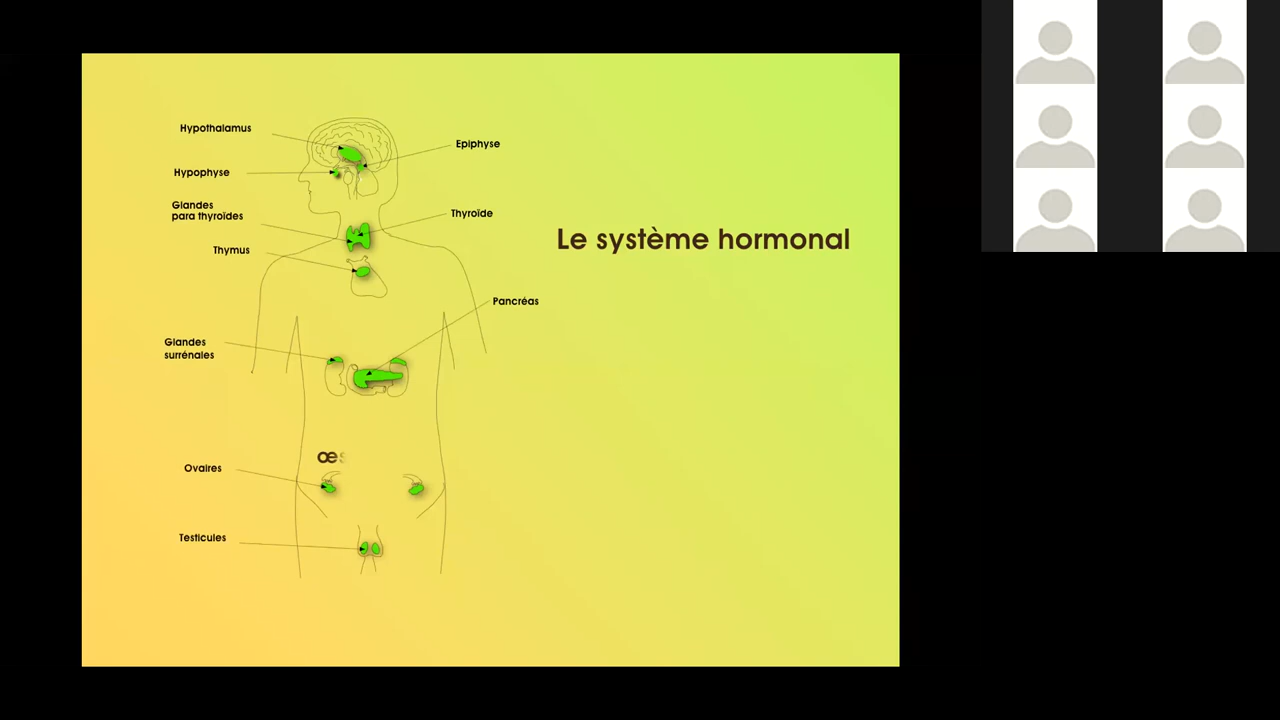 Hypothalamus
Epiphyse
Hypophyse
Glandes
para thyroïdes
Thyroïde
Le système hormonal
Thymus
Pancréas
Glandes
surrénales
Ovaires
Testicules